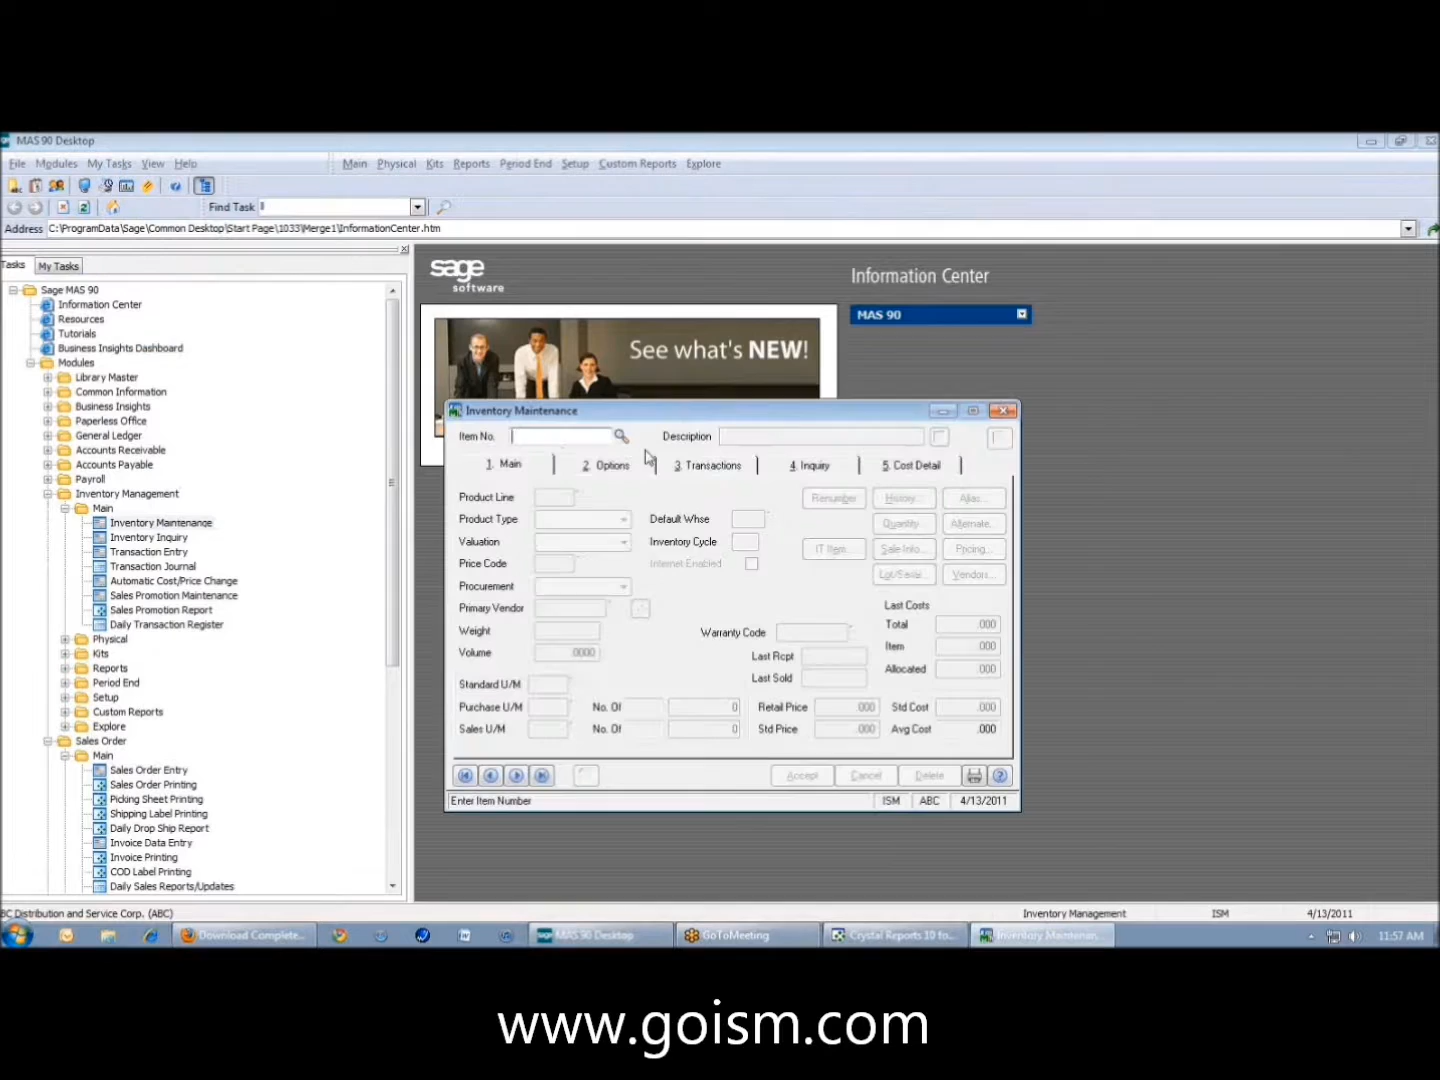 MAS 90 Desktop
File Modules My Tasks View Help Main Physical Kits Reports Period End Setup Custom Reports Explore
Find Task
Address C:\ProgramData\Sage\Common Desktop\Start Page\1033\Merge1\InformationCenter.htm
Tasks My Tasks
Sage MAS 90
Information Center
Resources
Tutorials
Business Insights Dashboard
Modules
Library Master
Common Information
Business Insights
Paperless Office
General Ledger
Accounts Receivable
Accounts Payable
Payroll
Inventory Management
Main
Inventory Maintenance
Inventory Inquiry
Transaction Entry
Transaction Journal
Automatic Cost/Price Change
Sales Promotion Maintenance
Sales Promotion Report
Daily Transaction Register
Physical
Kits
Reports
Period End
Setup
Custom Reports
Explore
Sales Order
Main
Sales Order Entry
Sales Order Printing
Picking Sheet Printing
Shipping Label Printing
Daily Drop Ship Report
Invoice Data Entry
Invoice Printing
COD Label Printing
Daily Sales Reports/Updates
sage
software
Information Center
MAS 90
See what's NEW!
Inventory Maintenance
Item No. Description
1. Main 2. Options 3. Transactions 4. Inquiry 5. Cost Detail
Product Line Renumber History... Alias...
Product Type Default Whse Quantity... Alternate...
Valuation Inventory Cycle IT Item... Sale Info... Pricing...
Price Code Internet Enabled Lot/Serial... Vendors...
Procurement
Primary Vendor Last Costs
Weight Warranty Code Total .000
Volume .0000 Last Rcpt Item .000
Last Sold Allocated .000
Standard U/M
Purchase U/M No. Of 0 Retail Price .000 Std Cost .000
Sales U/M No. Of 0 Std Price .000 Avg Cost .000
Accept Cancel Delete
Enter Item Number ISM ABC 4/13/2011
BC Distribution and Service Corp. (ABC) Inventory Management ISM 4/13/2011
Download Complete... MAS 90 Desktop GoToMeeting Crystal Reports 10 fo... Inventory Maintenan... 11:57 AM
www.goism.com